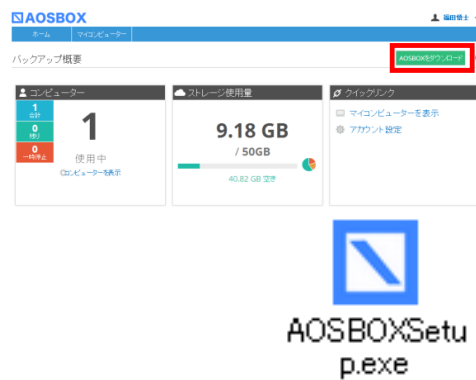 AOSBOX
福田愼士
ホーム マイコンピューター
バックアップ概要
AOSBOXをダウンロード
コンピューター
1
合計
0
残り
0
一時停止
1
使用中
コンピューターを表示
ストレージ使用量
9.18 GB
/ 50GB
40.82 GB 空き
クイックリンク
マイコンピューターを表示
アカウント設定
AOSBOXSetu
p.exe